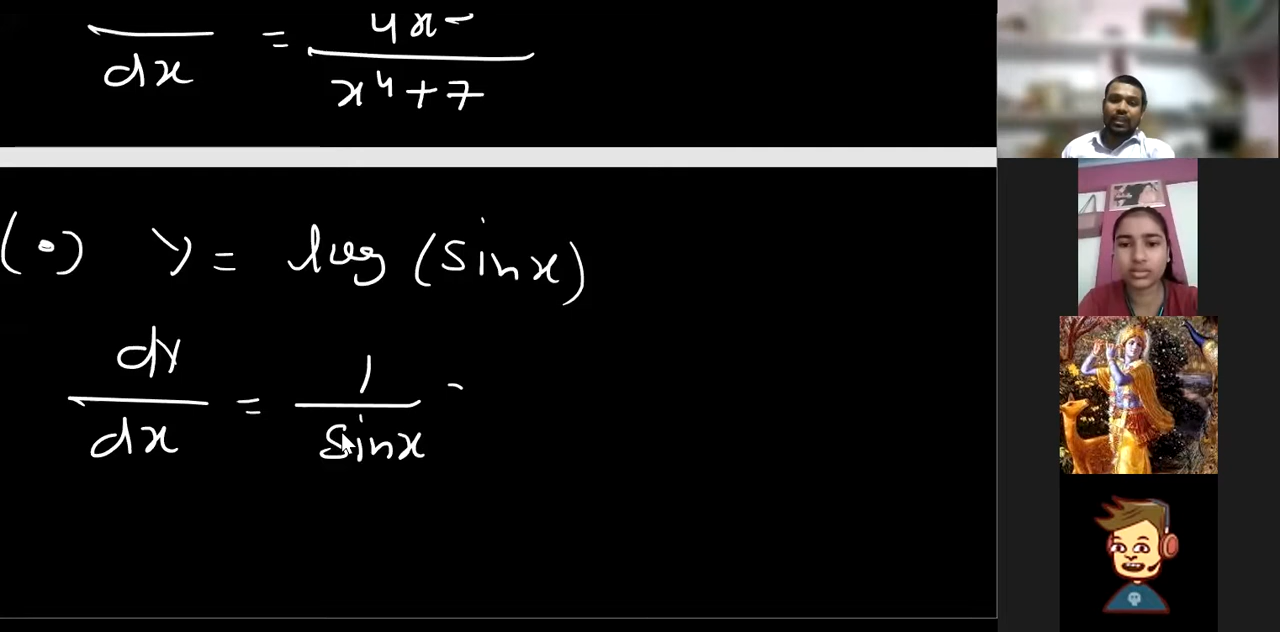 dx = 4x
x⁴+7
(•) y = log (sinx)
dy
dx = 1
sinx